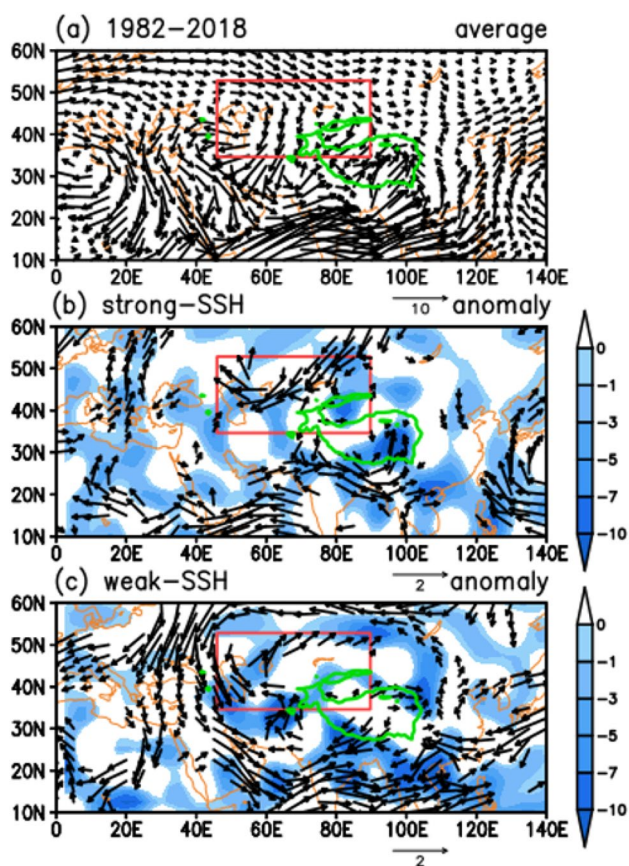 (a) 1982–2018 average
60N
50N
40N
30N
20N
10N
0 20E 40E 60E 80E 100E 120E 140E
10
(b) strong–SSH anomaly
60N
50N
40N
30N
20N
10N
0 20E 40E 60E 80E 100E 120E 140E
2
0
−1
−3
−5
−7
−10
(c) weak–SSH anomaly
60N
50N
40N
30N
20N
10N
0 20E 40E 60E 80E 100E 120E 140E
2
0
−1
−3
−5
−7
−10